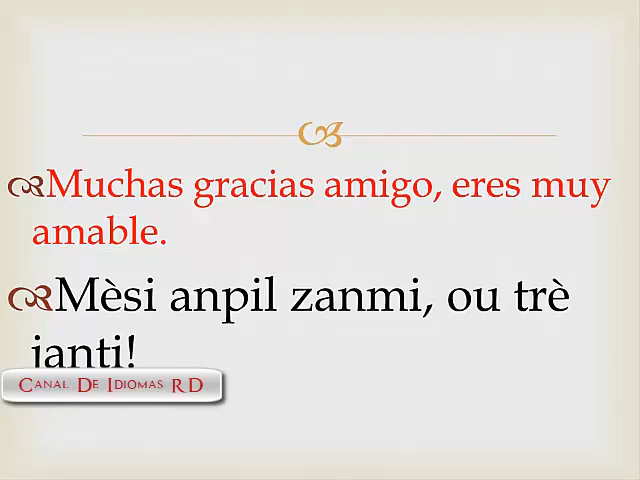 Muchas gracias amigo, eres muy
amable.
Mèsi anpil zanmi, ou trè
janti!
Canal De Idiomas RD